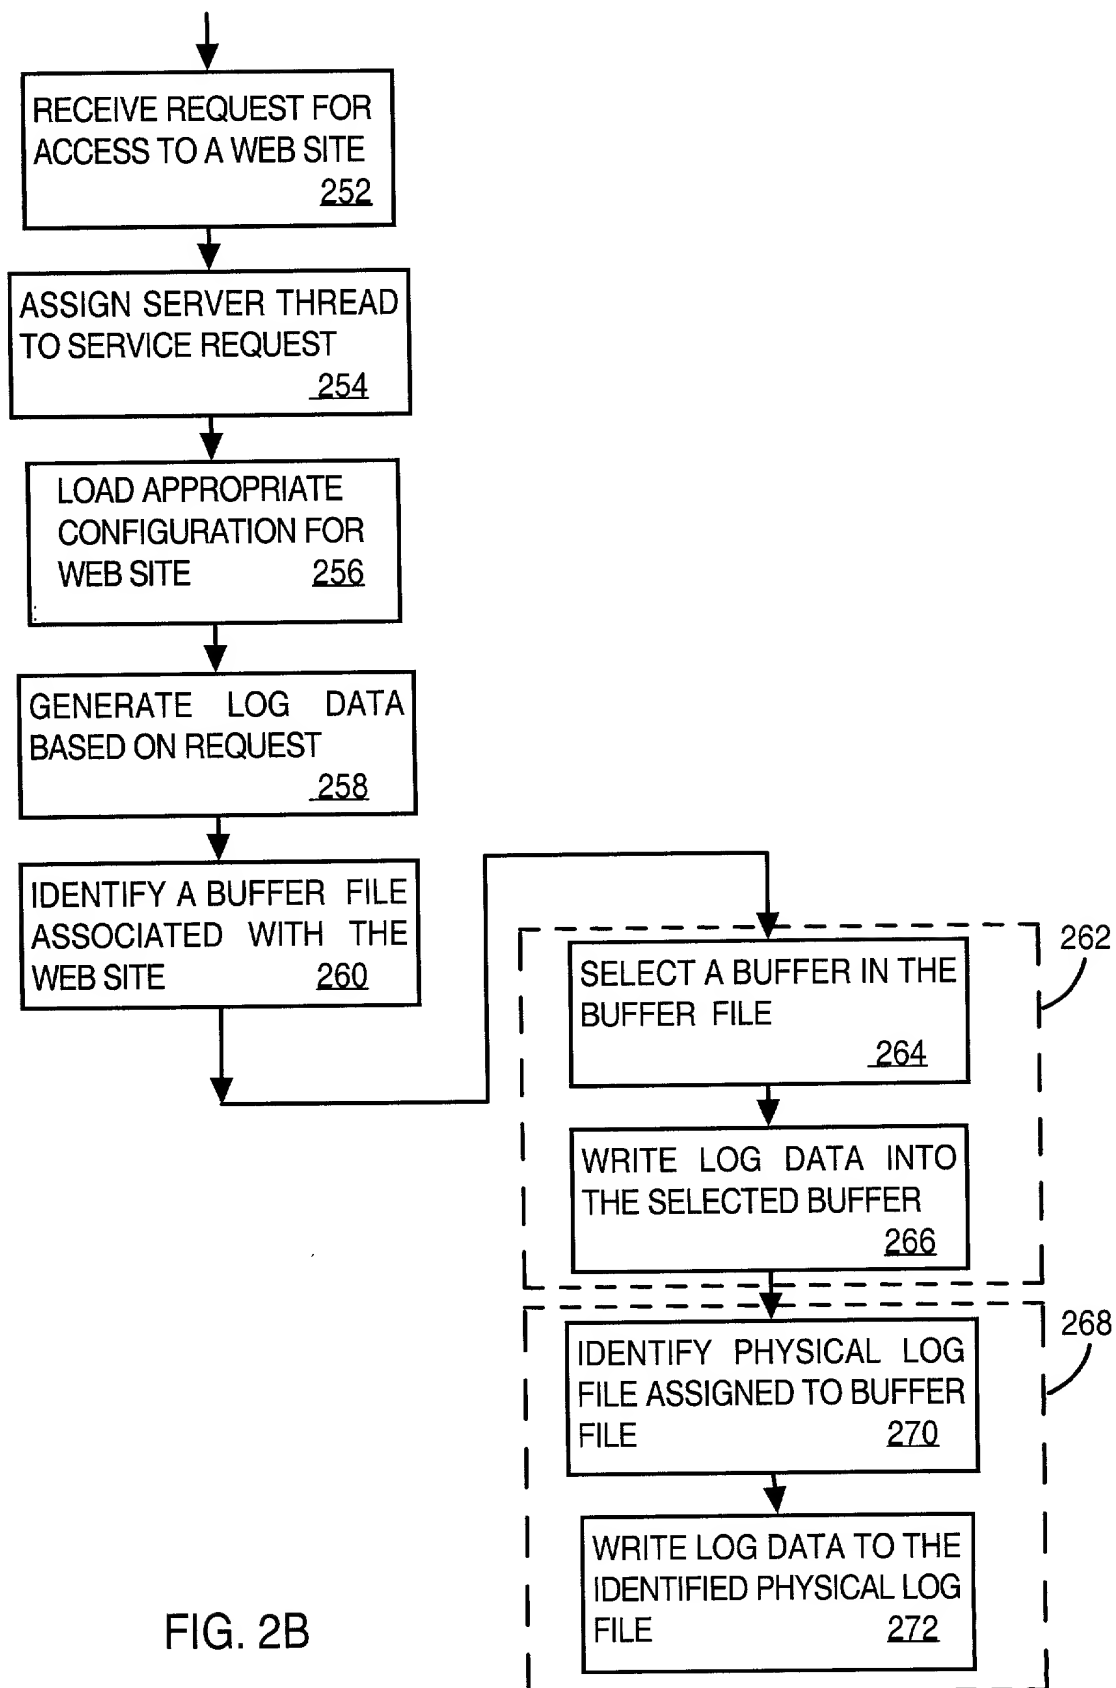 RECEIVE REQUEST FOR
ACCESS TO A WEB SITE
252
ASSIGN SERVER THREAD
TO SERVICE REQUEST
254
LOAD APPROPRIATE
CONFIGURATION FOR
WEB SITE 256
GENERATE LOG DATA
BASED ON REQUEST
258
IDENTIFY A BUFFER FILE
ASSOCIATED WITH THE
WEB SITE 260
262
SELECT A BUFFER IN THE
BUFFER FILE
264
WRITE LOG DATA INTO
THE SELECTED BUFFER
266
268
IDENTIFY PHYSICAL LOG
FILE ASSIGNED TO BUFFER
FILE 270
WRITE LOG DATA TO THE
IDENTIFIED PHYSICAL LOG
FILE 272
FIG. 2B